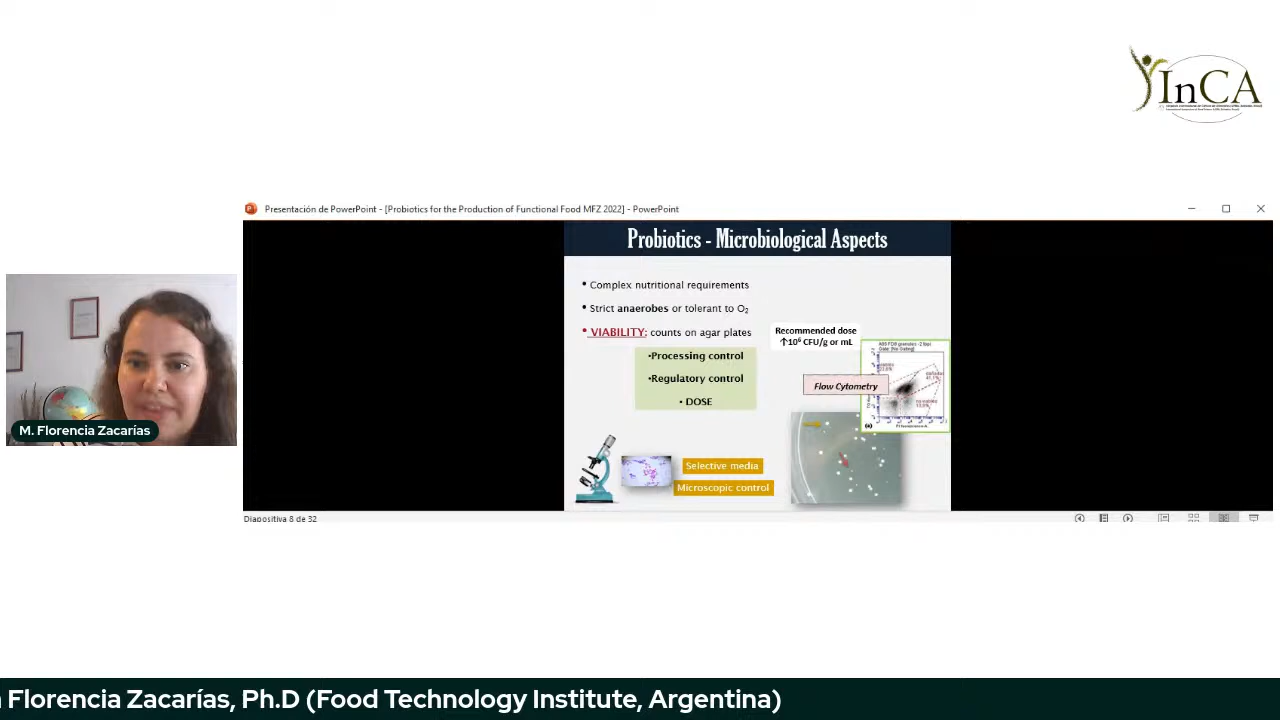 InCA
Presentación de PowerPoint - [Probiotics for the Production of Functional Food MFZ 2022] - PowerPoint
Probiotics - Microbiological Aspects
• Complex nutritional requirements
• Strict anaerobes or tolerant to O₂
• VIABILITY: counts on agar plates
Recommended dose
↑10⁶ CFU/g or mL
•Processing control
•Regulatory control
• DOSE
Flow Cytometry
(a)
Selective media
Microscopic control
M. Florencia Zacarías
Diapositiva 8 de 32
Florencia Zacarías, Ph.D (Food Technology Institute, Argentina)